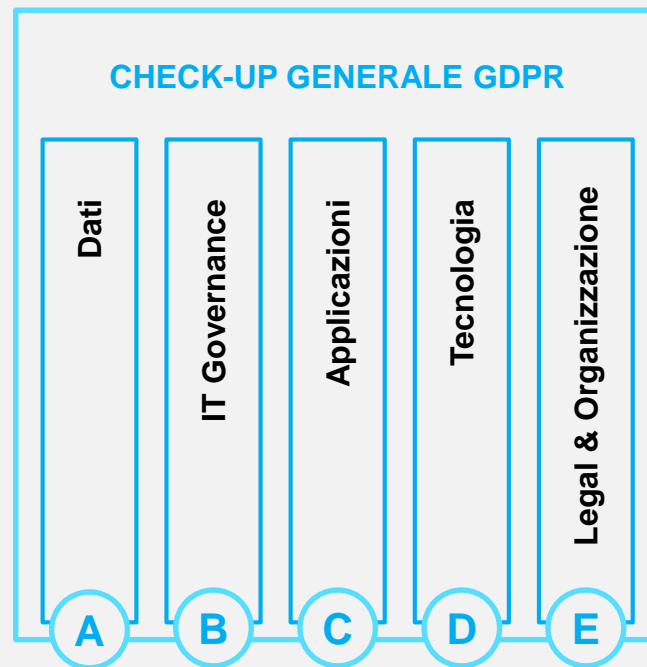 CHECK-UP GENERALE GDPR
Dati
IT Governance
Applicazioni
Tecnologia
Legal & Organizzazione
A
B
C
D
E